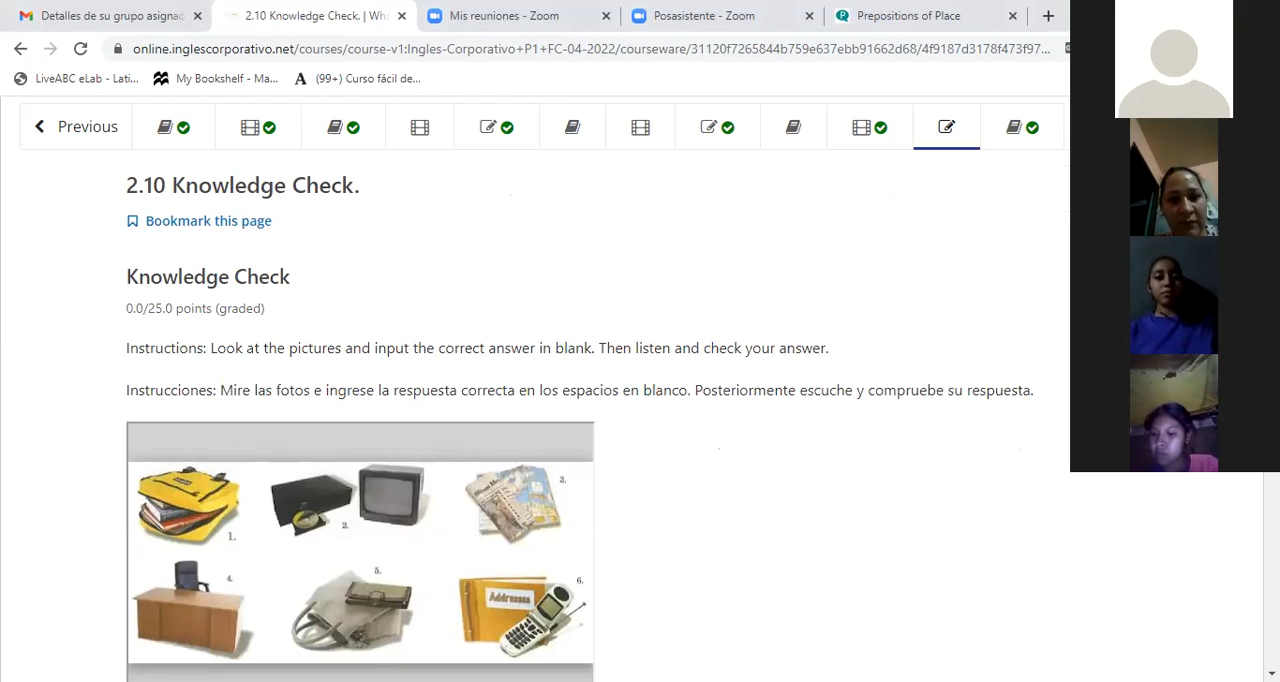 Detalles de su grupo asigna
2.10 Knowledge Check. | Wh
Mis reuniones - Zoom
Posasistente - Zoom
Prepositions of Place
online.inglescorporativo.net/courses/course-v1:Ingles-Corporativo+P1+FC-04-2022/courseware/31120f7265844b759e637ebb91662d68/4f9187d3178f473f97...
LiveABC eLab - Lati...
My Bookshelf - Ma...
(99+) Curso fácil de...
Previous
2.10 Knowledge Check.
Bookmark this page
Knowledge Check
0.0/25.0 points (graded)
Instructions: Look at the pictures and input the correct answer in blank. Then listen and check your answer.
Instrucciones: Mire las fotos e ingrese la respuesta correcta en los espacios en blanco. Posteriormente escuche y compruebe su respuesta.
1.
2.
3.
4.
5.
6.
Addresses